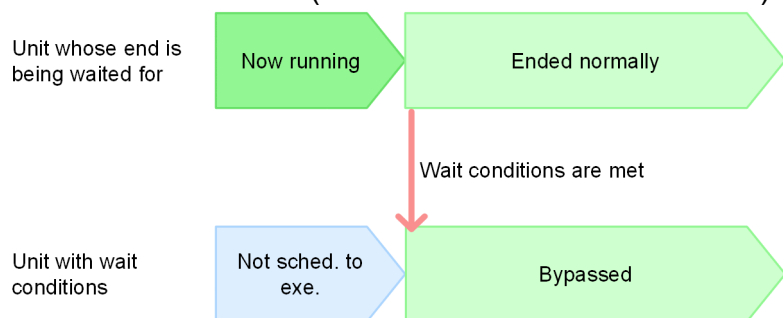 Unit whose end is
being waited for
Now running
Ended normally
Wait conditions are met
Unit with wait
conditions
Not sched. to
exe.
Bypassed